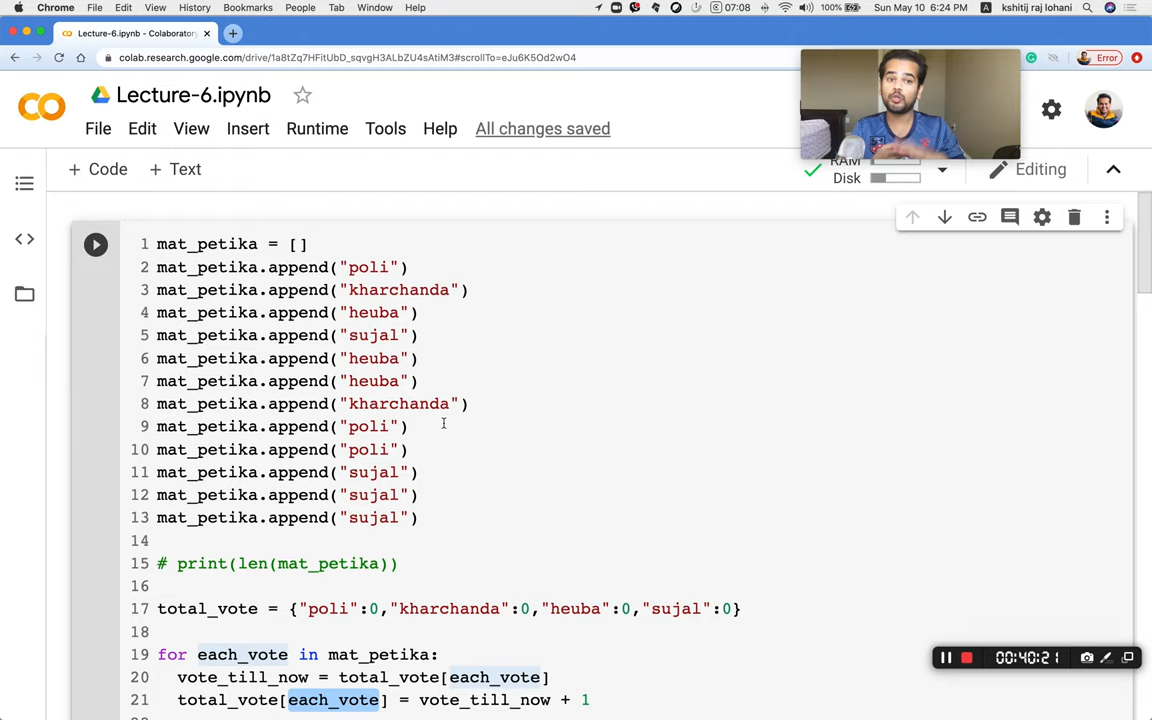 Chrome File Edit View History Bookmarks People Tab Window Help 07:08 100% Sun May 10 6:24 PM A kshitij raj lohani
Lecture-6.ipynb - Colaborator
colab.research.google.com/drive/1a8tZq7HFitUbD_sqvgH3ALbZU4sAtiM3#scrollTo=eJu6K5Od2wO4 Error
CO Lecture-6.ipynb
File Edit View Insert Runtime Tools Help All changes saved
+ Code + Text RAM
Disk Editing
1 mat_petika = []
2 mat_petika.append("poli")
3 mat_petika.append("kharchanda")
4 mat_petika.append("heuba")
5 mat_petika.append("sujal")
6 mat_petika.append("heuba")
7 mat_petika.append("heuba")
8 mat_petika.append("kharchanda")
9 mat_petika.append("poli")
10 mat_petika.append("poli")
11 mat_petika.append("sujal")
12 mat_petika.append("sujal")
13 mat_petika.append("sujal")
14
15 # print(len(mat_petika))
16
17 total_vote = {"poli":0,"kharchanda":0,"heuba":0,"sujal":0}
18
19 for each_vote in mat_petika:
20 vote_till_now = total_vote[each_vote]
21 total_vote[each_vote] = vote_till_now + 1
00:40:21